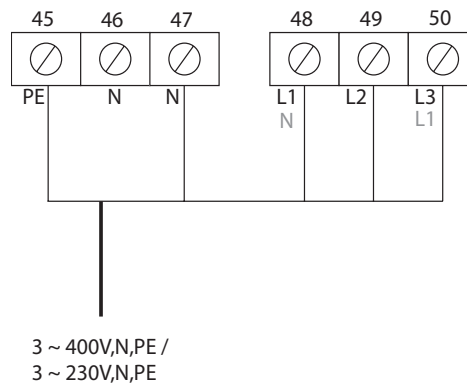 45 46 47 48 49 50
PE N N L1 L2 L3
N L1
3 ~ 400V,N,PE /
3 ~ 230V,N,PE